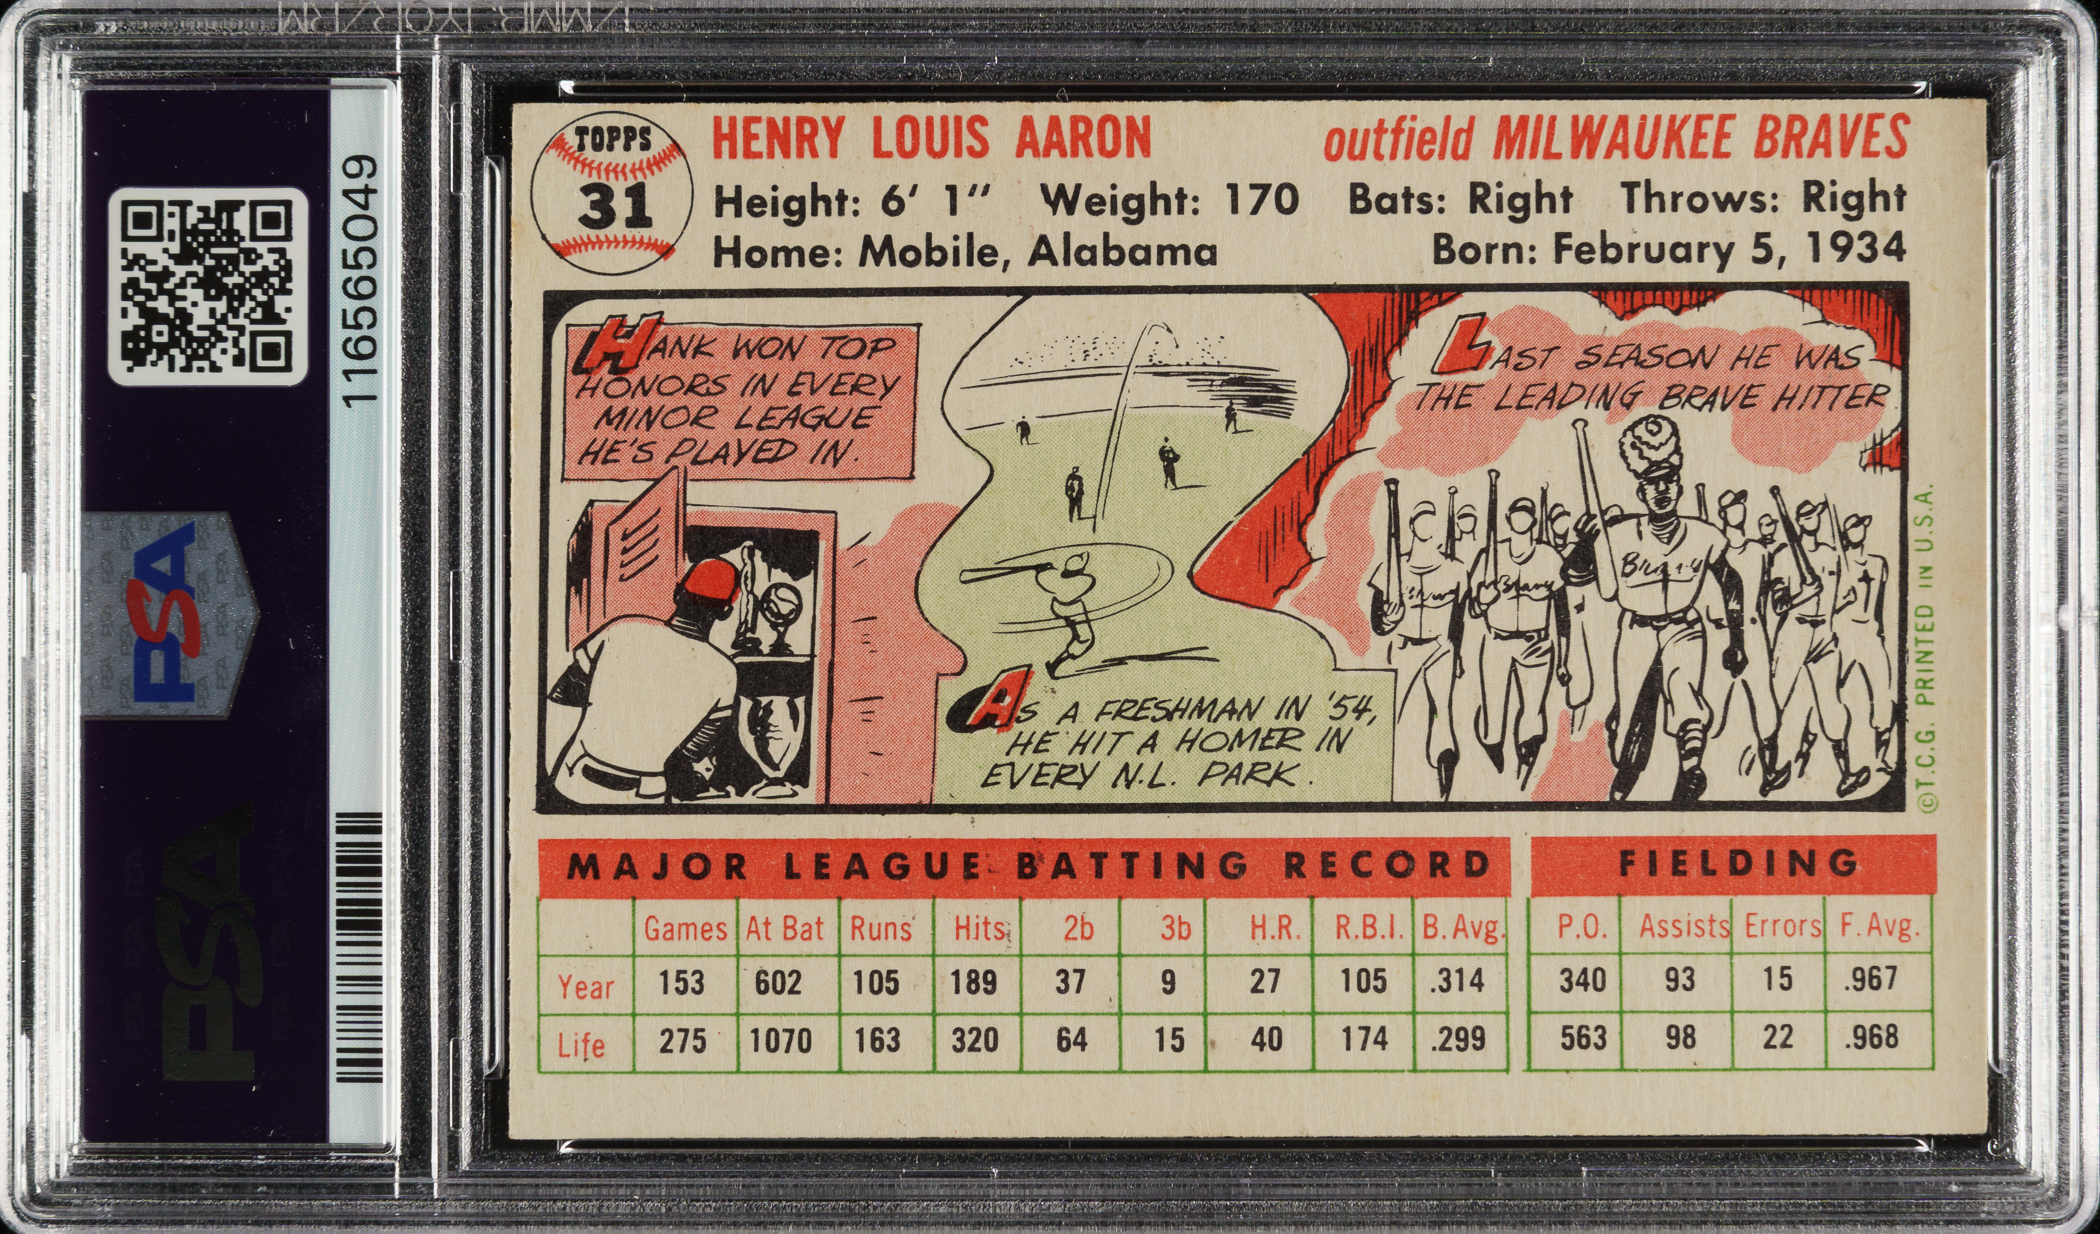 TOPPS
31
HENRY LOUIS AARON
outfield MILWAUKEE BRAVES
Height: 6' 1" Weight: 170 Bats: Right Throws: Right
Home: Mobile, Alabama
Born: February 5, 1934
HANK WON TOP
HONORS IN EVERY
MINOR LEAGUE
HE'S PLAYED IN.
AS A FRESHMAN IN '54,
HE HIT A HOMER IN
EVERY N.L. PARK.
LAST SEASON HE WAS
THE LEADING BRAVE HITTER
Braves
© T.C.G. PRINTED IN U.S.A.
MAJOR LEAGUE BATTING RECORD
Games At Bat Runs Hits 2b 3b H.R. R.B.I. B. Avg.
Year 153 602 105 189 37 9 27 105 .314
Life 275 1070 163 320 64 15 40 174 .299
FIELDING
P.O. Assists Errors F. Avg.
340 93 15 .967
563 98 22 .968
116565049
PSA
PSA